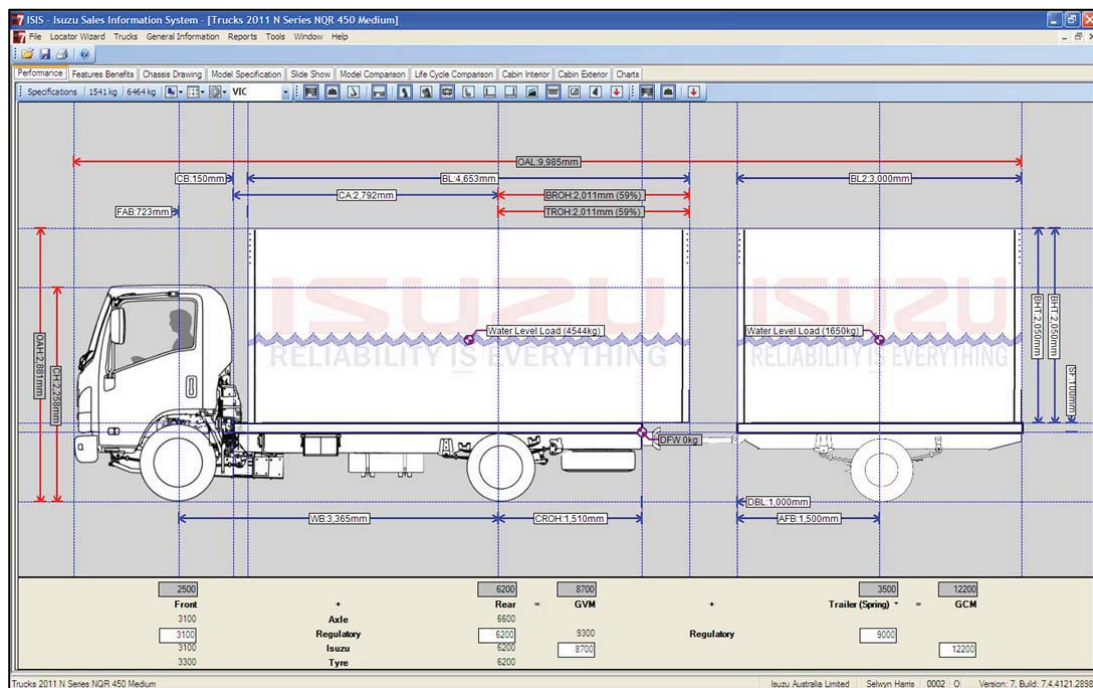 ISIS - Isuzu Sales Information System - [Trucks 2011 N Series NQR 450 Medium]
File Locator Wizard Trucks General Information Reports Tools Window Help
Performance Features Benefits Chassis Drawing Model Specification Slide Show Model Comparison Life Cycle Comparison Cabin Interior Cabin Exterior Charts
Specifications 1541 kg 6464 kg VIC
OAL:9,985mm
CB:150mm BL:4,653mm BL2:3,000mm
CA:2,792mm BROH:2,011mm (59%)
FAB:723mm TROH:2,011mm (59%)
ISUZU ISUZU
Water Level Load (4544kg) Water Level Load (1650kg)
RELIABILITY IS EVERYTHING RELIABILITY IS EVERYTHING
OAH:2,881mm
CH:2,258mm
BHT:2,050mm
BHT:2,050mm
SF:100mm
DFW:0kg
DBL:1,000mm
WB:3,365mm CROH:1,510mm AFB:1,500mm
2500 6200 8700 3500 12200
Front + Rear = GVM + Trailer (Spring) = GCM
3100 Axle 6600
3100 Regulatory 6200 9300 Regulatory 9000
3100 Isuzu 6200 8700 12200
3300 Tyre 6200
Trucks 2011 N Series NQR 450 Medium Isuzu Australia Limited Selwyn Harris 0002 O Version: 7, Build: 7.4.4121.2898